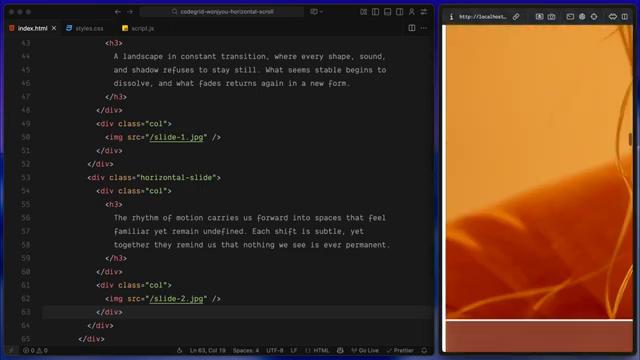 codegrid-wonjyou-horizontal-scroll
index.html
styles.css
script.js
http://localhost...
43 <h3>
44 A landscape in constant transition, where every shape, sound,
45 and shadow refuses to stay still. What seems stable begins to
46 dissolve, and what fades returns again in a new form.
47 </h3>
48 </div>
49 <div class="col">
50 <img src="/slide-1.jpg" />
51 </div>
52 </div>
53 <div class="horizontal-slide">
54 <div class="col">
55 <h3>
56 The rhythm of motion carries us forward into spaces that feel
57 familiar yet remain undefined. Each shift is subtle, yet
58 together they remind us that nothing we see is ever permanent.
59 </h3>
60 </div>
61 <div class="col">
62 <img src="/slide-2.jpg" />
63 </div>
64 </div>
65 </div>
0 0
Ln 63, Col 19 Spaces: 4 UTF-8 LF HTML Go Live Prettier